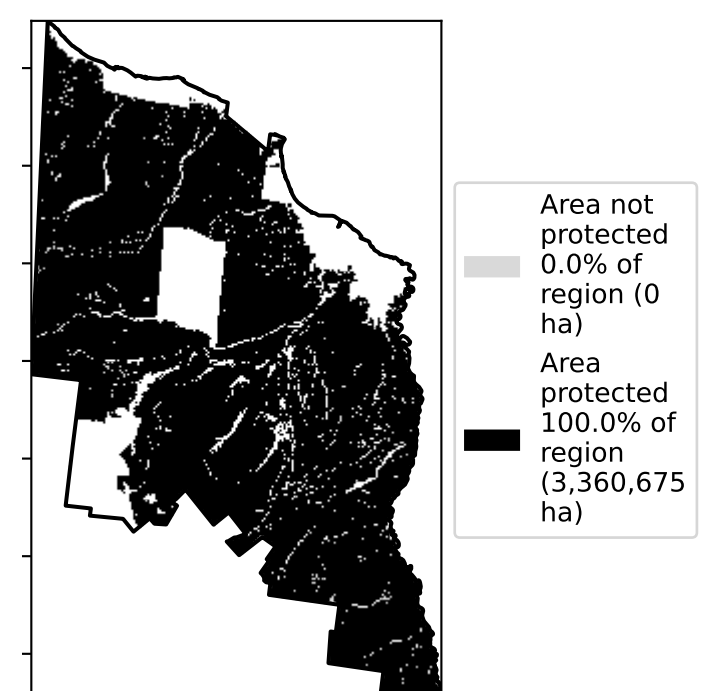 Area not
protected
0.0% of
region (0
ha)
Area
protected
100.0% of
region
(3,360,675
ha)